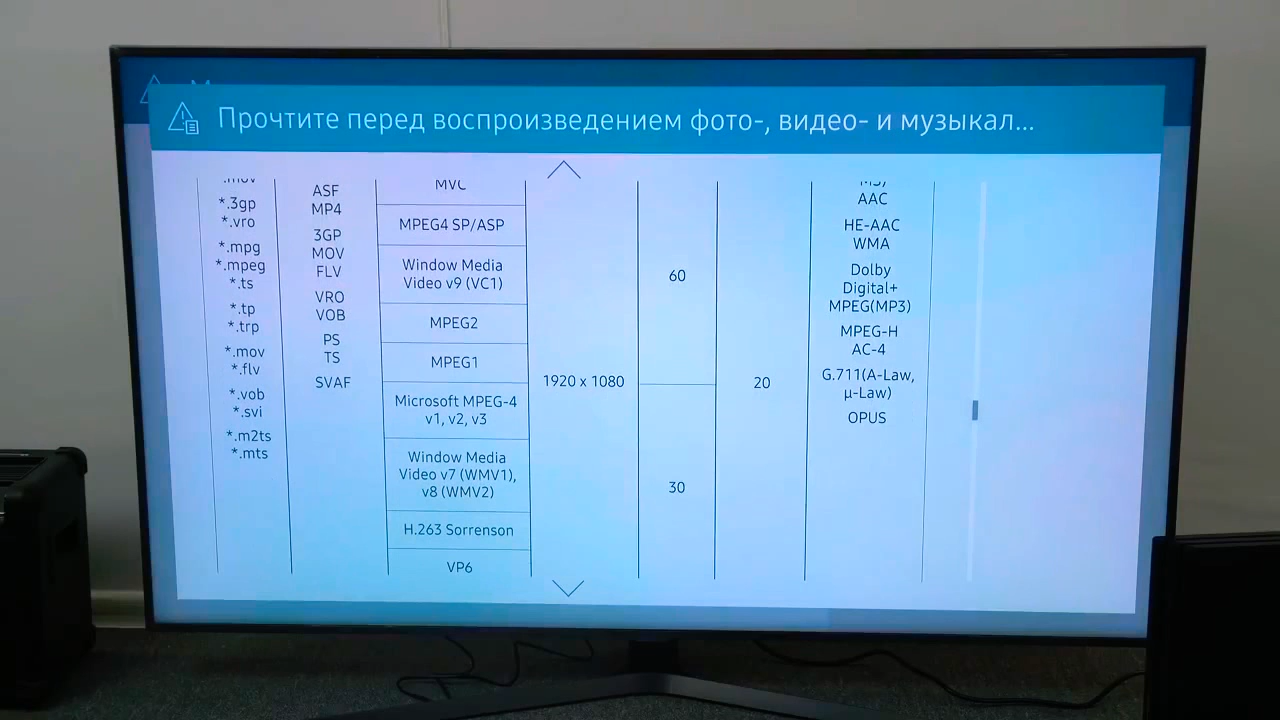 Прочтите перед воспроизведением фото-, видео- и музыкал...
*.3gp
*.vro
*.mpg
*.mpeg
*.ts
*.tp
*.trp
*.mov
*.flv
*.vob
*.svi
*.m2ts
*.mts
ASF
MP4
3GP
MOV
FLV
VRO
VOB
PS
TS
SVAF
MVC
MPEG4 SP/ASP
Window Media
Video v9 (VC1)
MPEG2
MPEG1
Microsoft MPEG-4
v1, v2, v3
Window Media
Video v7 (WMV1),
v8 (WMV2)
H.263 Sorrenson
VP6
1920 x 1080
60
30
20
AAC
HE-AAC
WMA
Dolby
Digital+
MPEG(MP3)
MPEG-H
AC-4
G.711(A-Law,
μ-Law)
OPUS